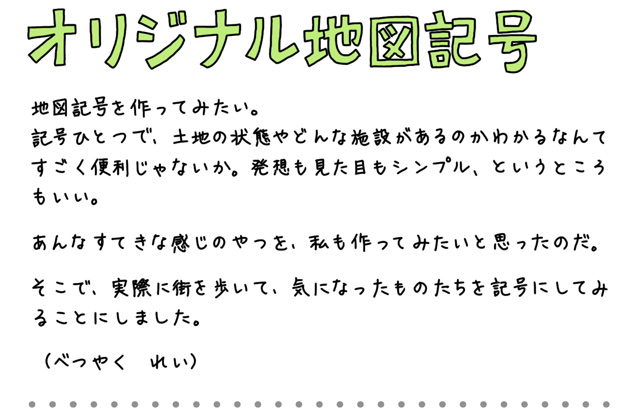 オリジナル地図記号
地図記号を作ってみたい。
記号ひとつで、土地の状態やどんな施設があるのかわかるなんて
すごく便利じゃないか。発想も見た目もシンプル、というところ
もいい。
あんなすてきな感じのやつを、私も作ってみたいと思ったのだ。
そこで、実際に街を歩いて、気になったものたちを記号にしてみ
ることにしました。
（べつやく　れい）